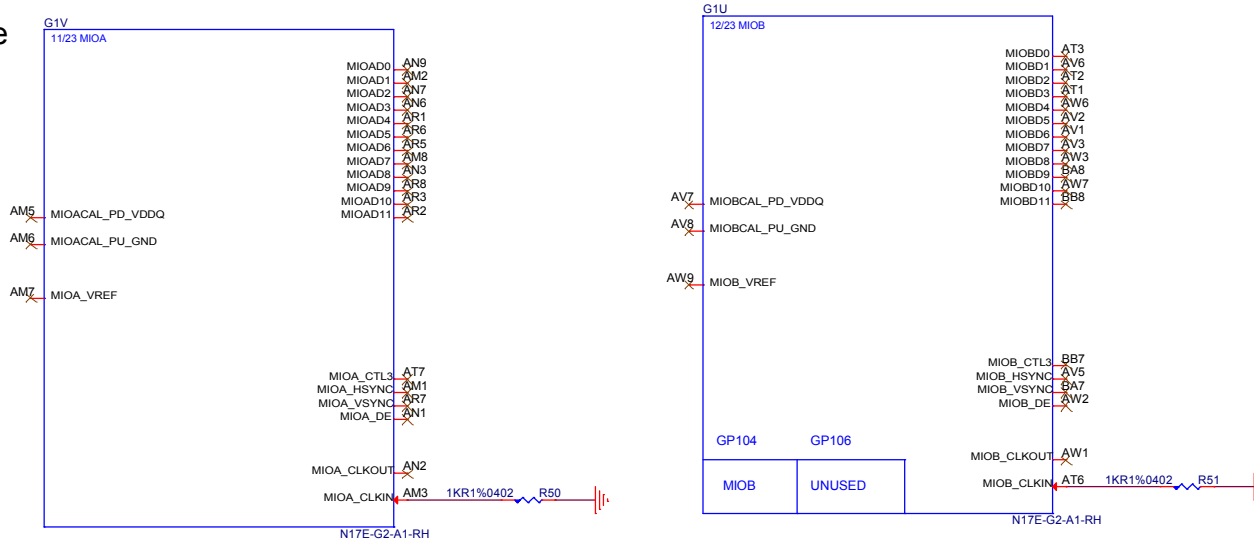 e
G1V
11/23 MIOA
MIOAD0 AN9
MIOAD1 AM2
MIOAD2 AN7
MIOAD3 AN6
MIOAD4 AR1
MIOAD5 AR6
MIOAD6 AR5
MIOAD7 AM8
MIOAD8 AN3
MIOAD9 AR8
MIOAD10 AR3
MIOAD11 AR2
AM5 MIOACAL_PD_VDDQ
AM6 MIOACAL_PU_GND
AM7 MIOA_VREF
MIOA_CTL3 AT7
MIOA_HSYNC AM1
MIOA_VSYNC AR7
MIOA_DE AN1
MIOA_CLKOUT AN2
MIOA_CLKIN AM3 1KR1%0402 R50
N17E-G2-A1-RH
G1U
12/23 MIOB
MIOBD0 AT3
MIOBD1 AV6
MIOBD2 AT2
MIOBD3 AT1
MIOBD4 AW6
MIOBD5 AV2
MIOBD6 AV1
MIOBD7 AV3
MIOBD8 AW3
MIOBD9 BA8
MIOBD10 AW7
MIOBD11 BB8
AV7 MIOBCAL_PD_VDDQ
AV8 MIOBCAL_PU_GND
AW9 MIOB_VREF
MIOB_CTL3 BB7
MIOB_HSYNC AV5
MIOB_VSYNC BA7
MIOB_DE AW2
MIOB_CLKOUT AW1
MIOB_CLKIN AT6 1KR1%0402 R51
GP104 GP106
MIOB UNUSED
N17E-G2-A1-RH